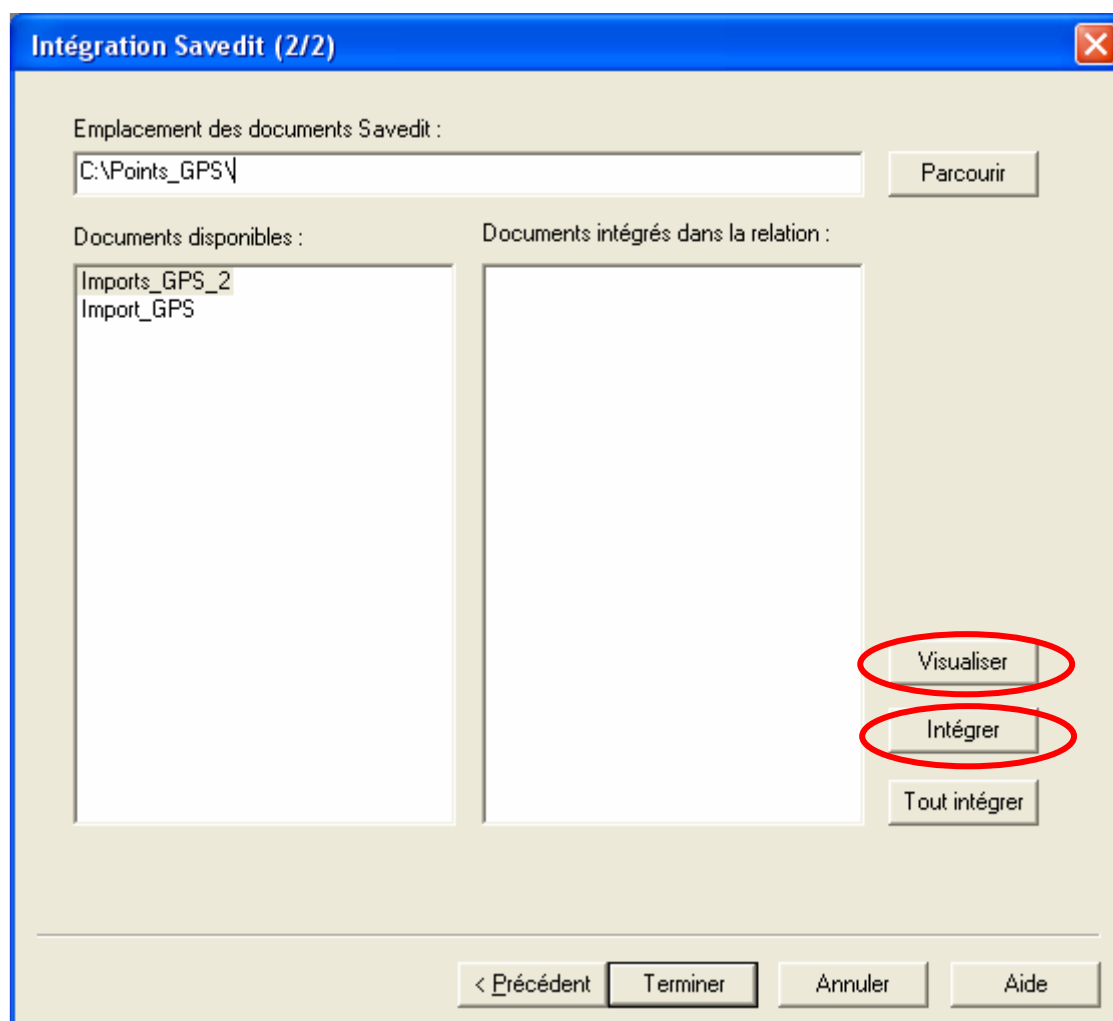 Intégration Savedit (2/2)
Emplacement des documents Savedit :
C:\Points_GPS\
Parcourir
Documents disponibles :
Documents intégrés dans la relation :
Imports_GPS_2
Import_GPS
Visualiser
Intégrer
Tout intégrer
< Précédent
Terminer
Annuler
Aide